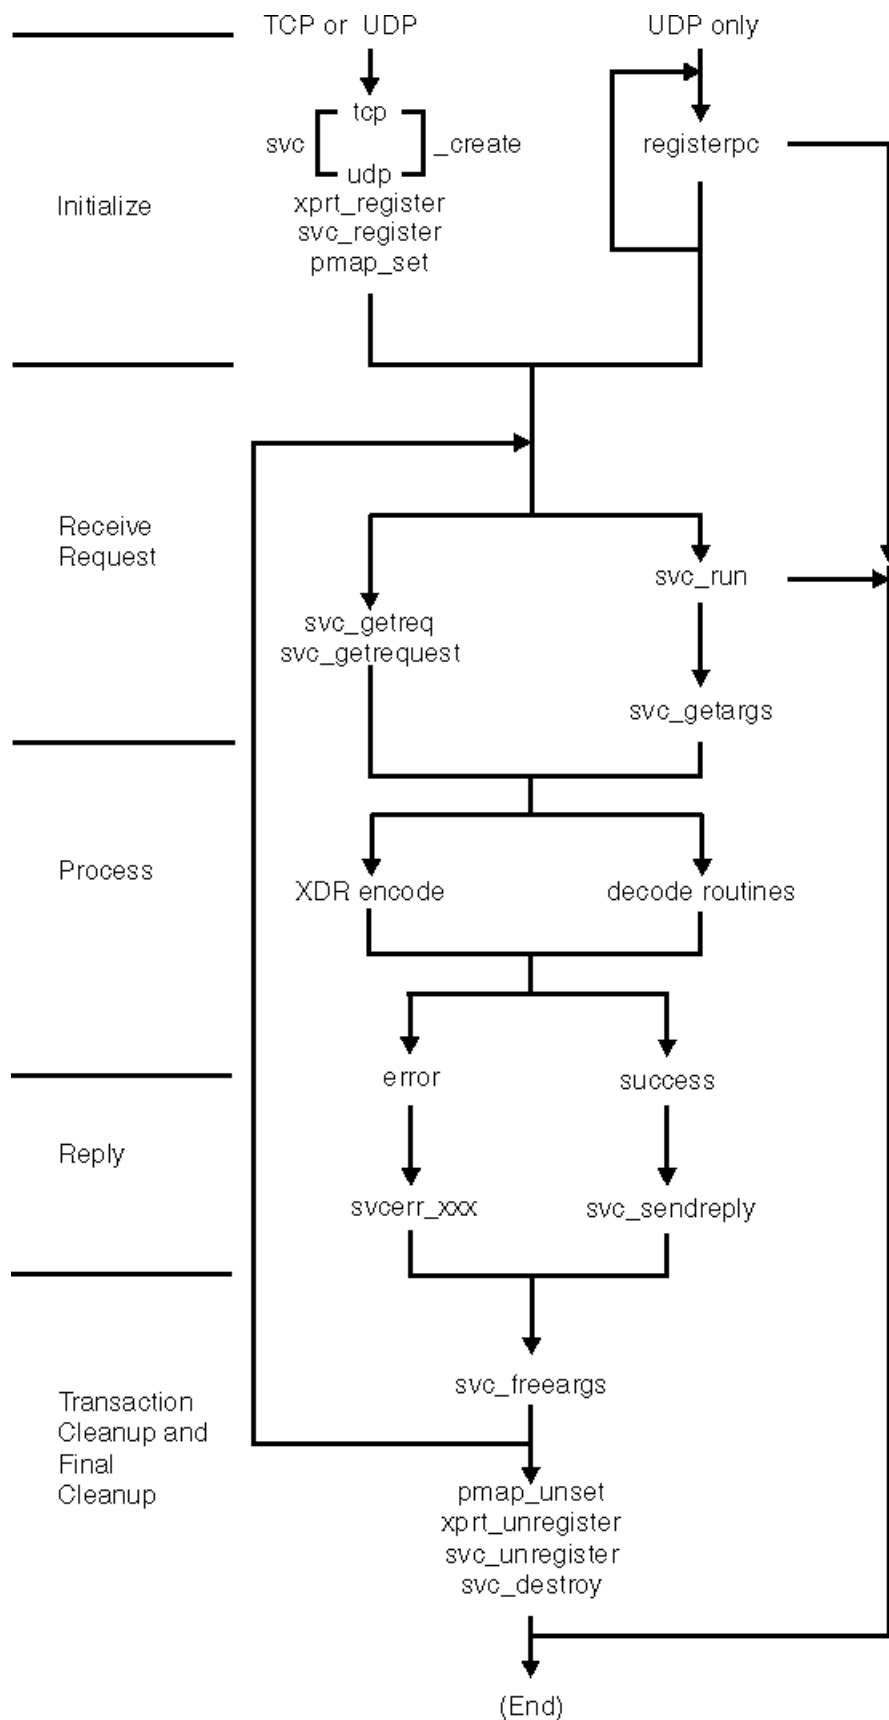 TCP or UDP
UDP only
tcp
svc
_create
registerpc
udp
xprt_register
svc_register
pmap_set
Initialize
Receive
Request
svc_run
svc_getreq
svc_getrequest
svc_getargs
Process
XDR encode
decode routines
error
success
Reply
svcerr_xxx
svc_sendreply
svc_freeargs
Transaction
Cleanup and
Final
Cleanup
pmap_unset
xprt_unregister
svc_unregister
svc_destroy
(End)